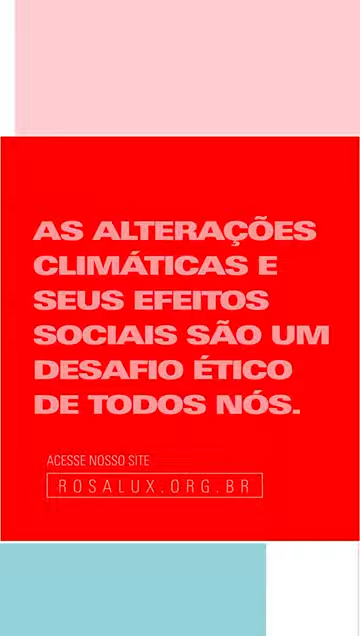 AS ALTERAÇÕES
CLIMÁTICAS E
SEUS EFEITOS
SOCIAIS SÃO UM
DESAFIO ÉTICO
DE TODOS NÓS.
ACESSE NOSSO SITE
ROSALUX.ORG.BR